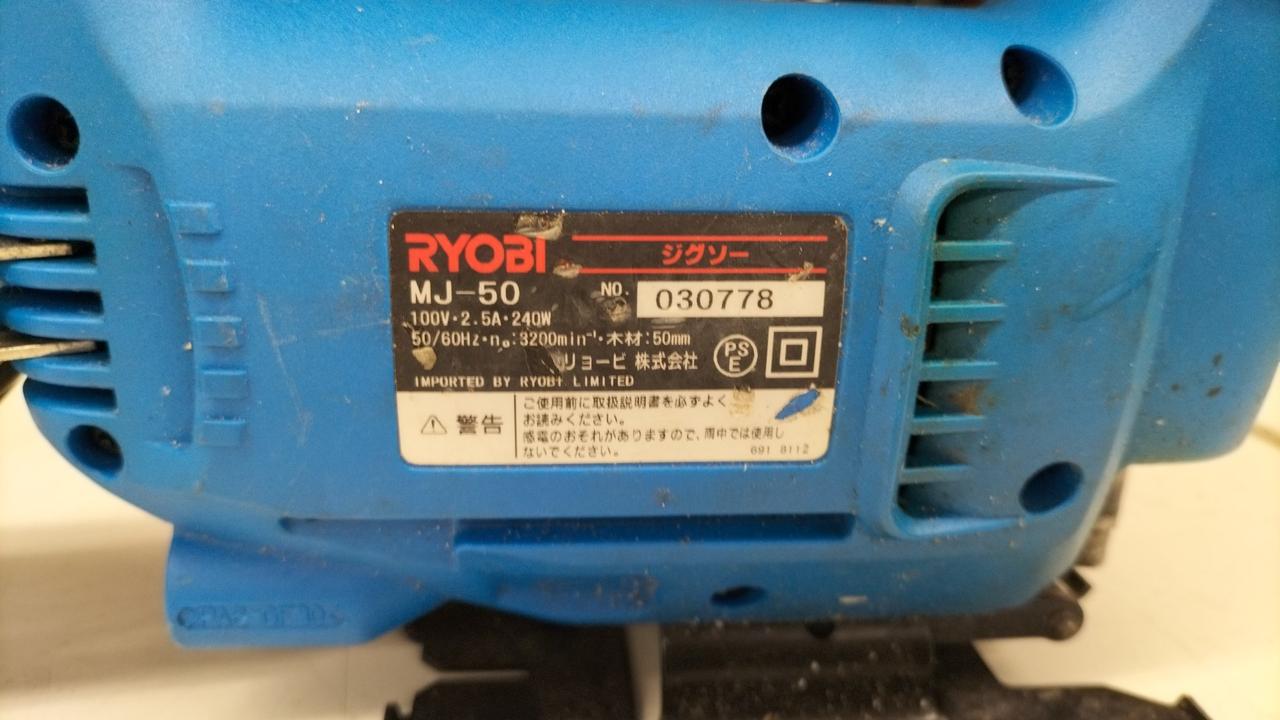 RYOBI
ジグソー
MJ-50
NO. 030778
100V・2.5A・240W
50/60Hz・n₀:3200min⁻¹・木材:50mm
リョービ 株式会社
PS E
IMPORTED BY RYOBI LIMITED
⚠ 警告
ご使用前に取扱説明書を必ずよく
お読みください。
感電のおそれがありますので、雨中では使用し
ないでください。
691 8112